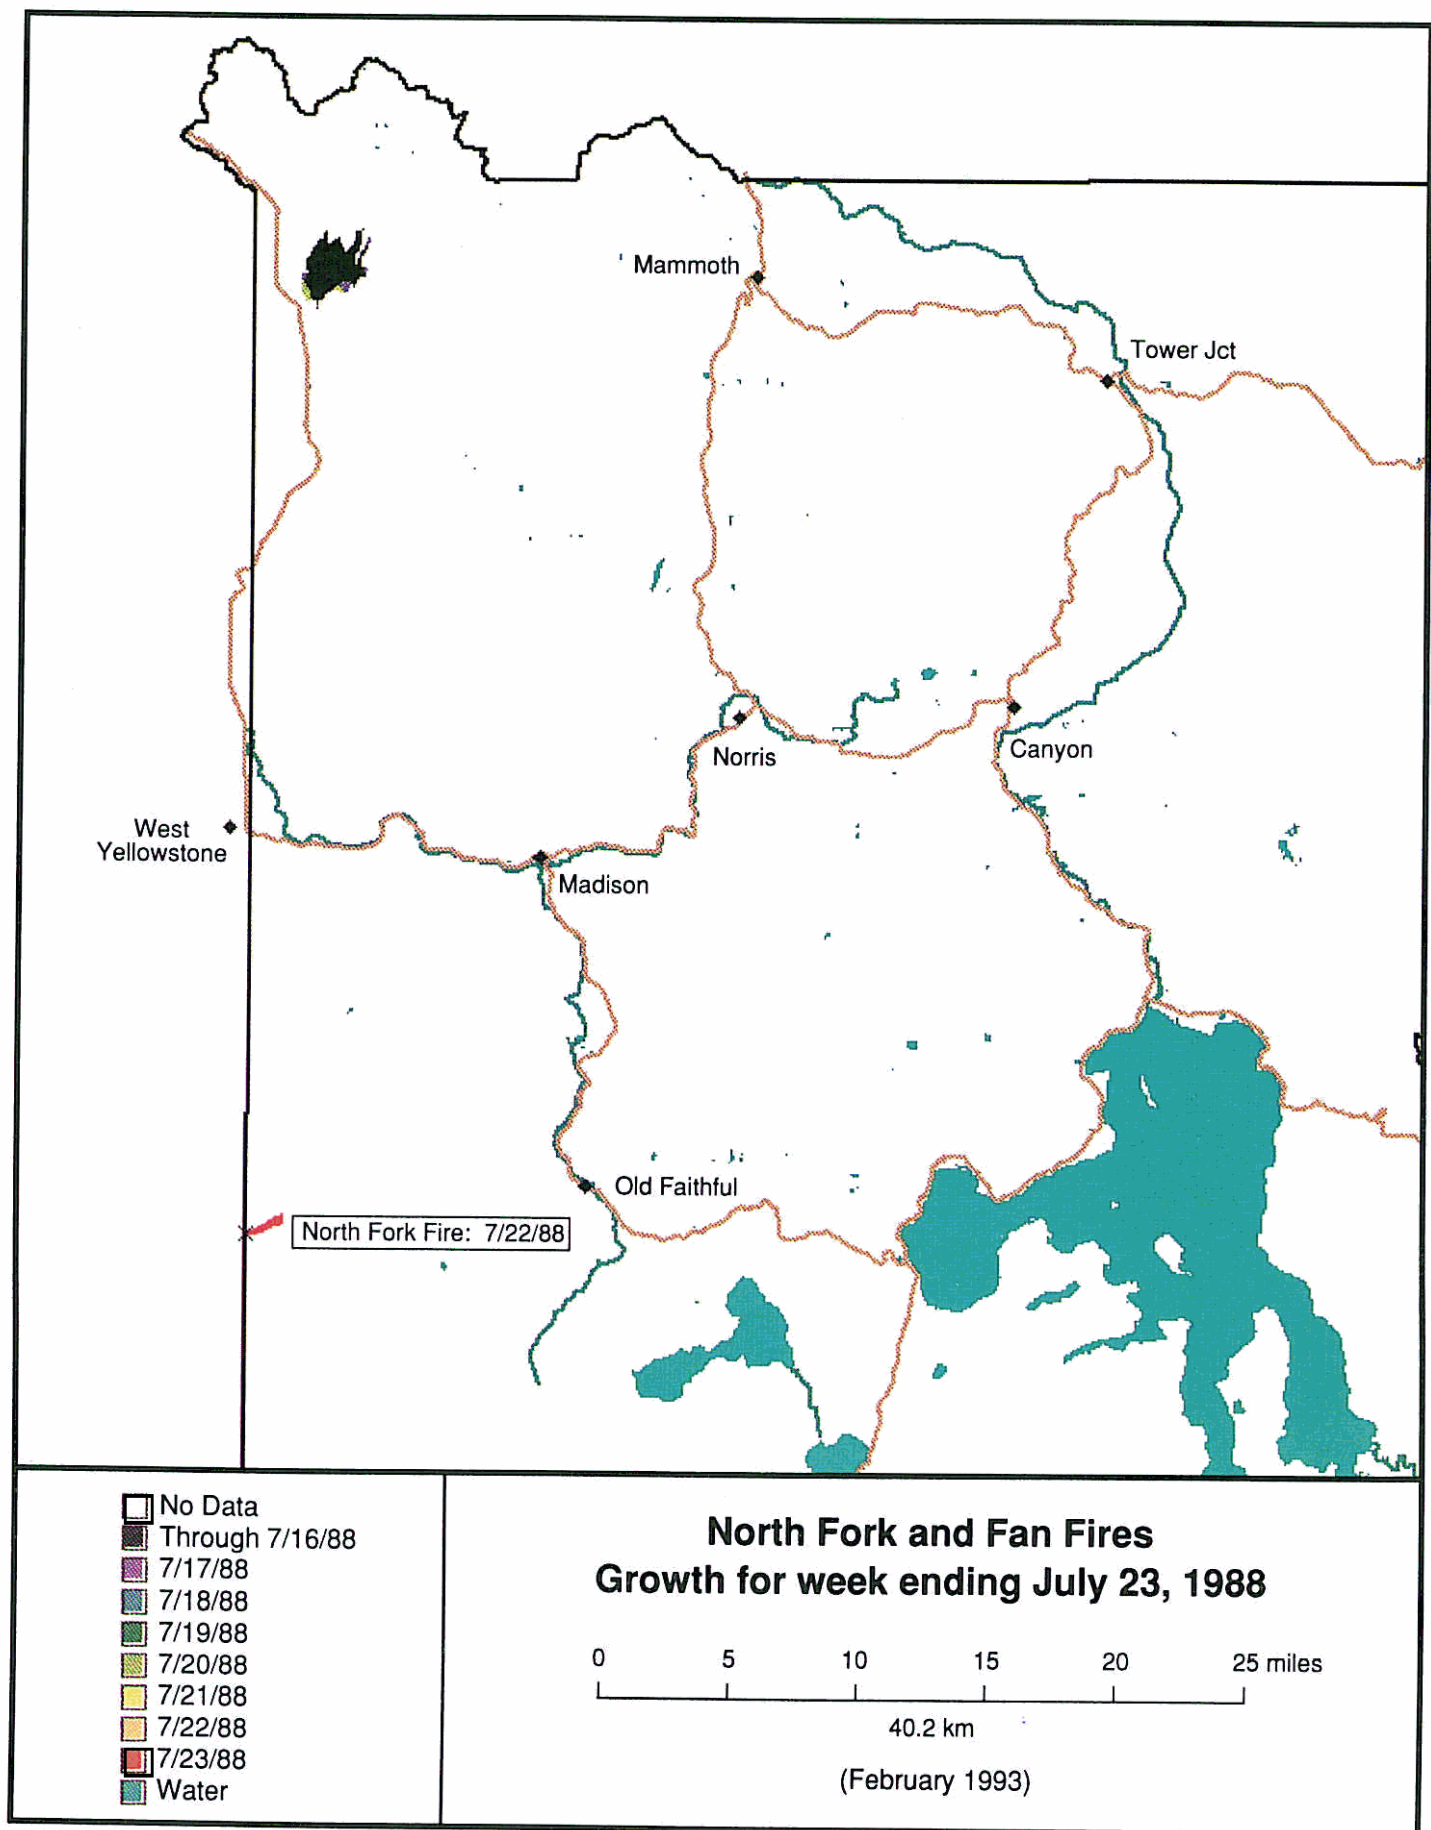 Mammoth
Tower Jct
Norris
Canyon
West
Yellowstone
Madison
Old Faithful
North Fork Fire: 7/22/88
No Data
Through 7/16/88
7/17/88
7/18/88
7/19/88
7/20/88
7/21/88
7/22/88
7/23/88
Water
North Fork and Fan Fires
Growth for week ending July 23, 1988
0 5 10 15 20 25 miles
40.2 km
(February 1993)